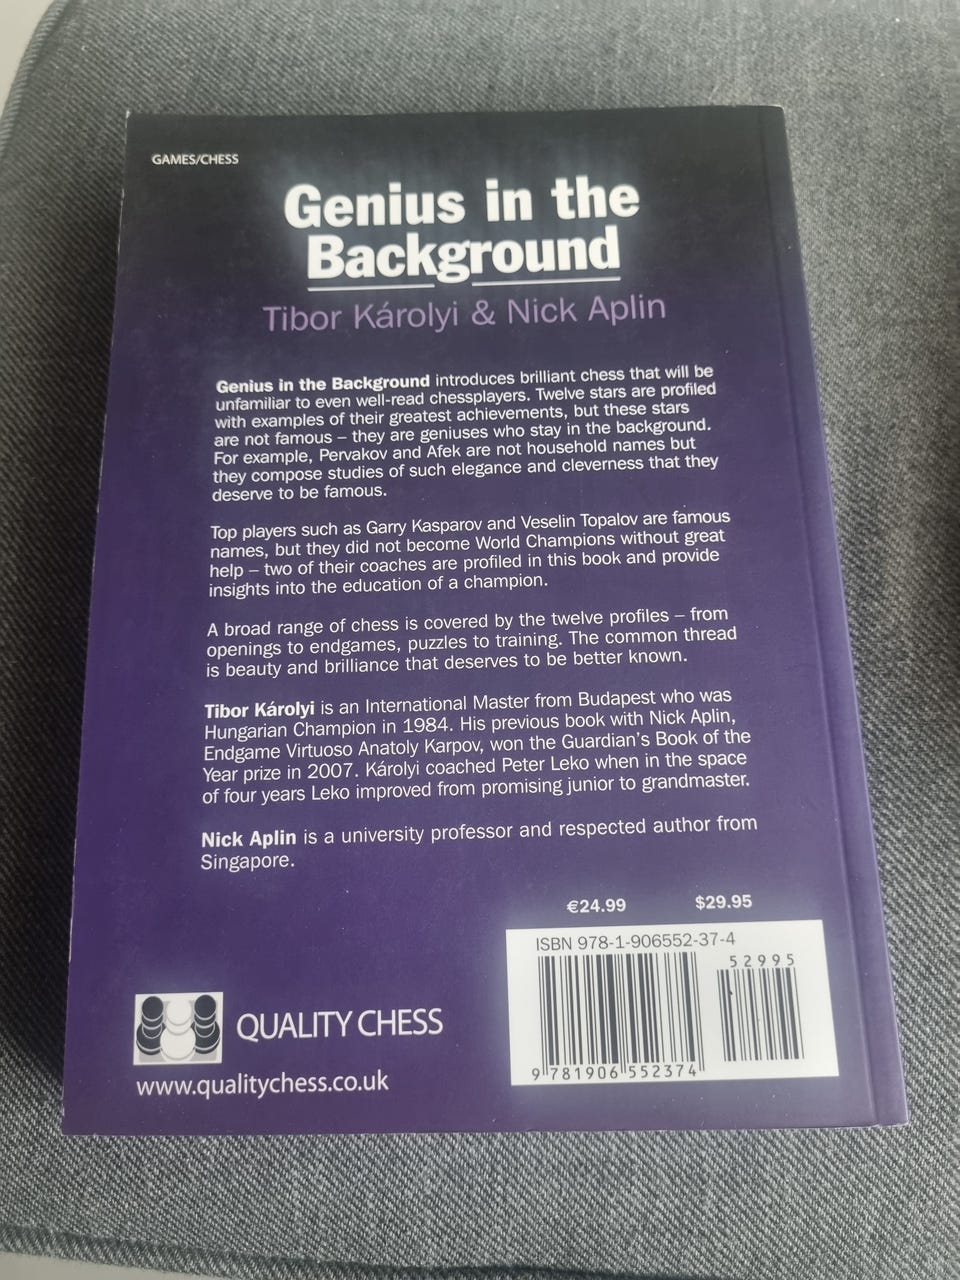 GAMES/CHESS
Genius in the
Background
Tibor Károlyi & Nick Aplin
Genius in the Background introduces brilliant chess that will be
unfamiliar to even well-read chessplayers. Twelve stars are profiled
with examples of their greatest achievements, but these stars
are not famous – they are geniuses who stay in the background.
For example, Pervakov and Afek are not household names but
they compose studies of such elegance and cleverness that they
deserve to be famous.
Top players such as Garry Kasparov and Veselin Topalov are famous
names, but they did not become World Champions without great
help – two of their coaches are profiled in this book and provide
insights into the education of a champion.
A broad range of chess is covered by the twelve profiles – from
openings to endgames, puzzles to training. The common thread
is beauty and brilliance that deserves to be better known.
Tibor Károlyi is an International Master from Budapest who was
Hungarian Champion in 1984. His previous book with Nick Aplin,
Endgame Virtuoso Anatoly Karpov, won the Guardian's Book of the
Year prize in 2007. Károlyi coached Peter Leko when in the space
of four years Leko improved from promising junior to grandmaster.
Nick Aplin is a university professor and respected author from
Singapore.
€24.99 $29.95
ISBN 978-1-906552-37-4
52995
9 781906 552374
QUALITY CHESS
www.qualitychess.co.uk